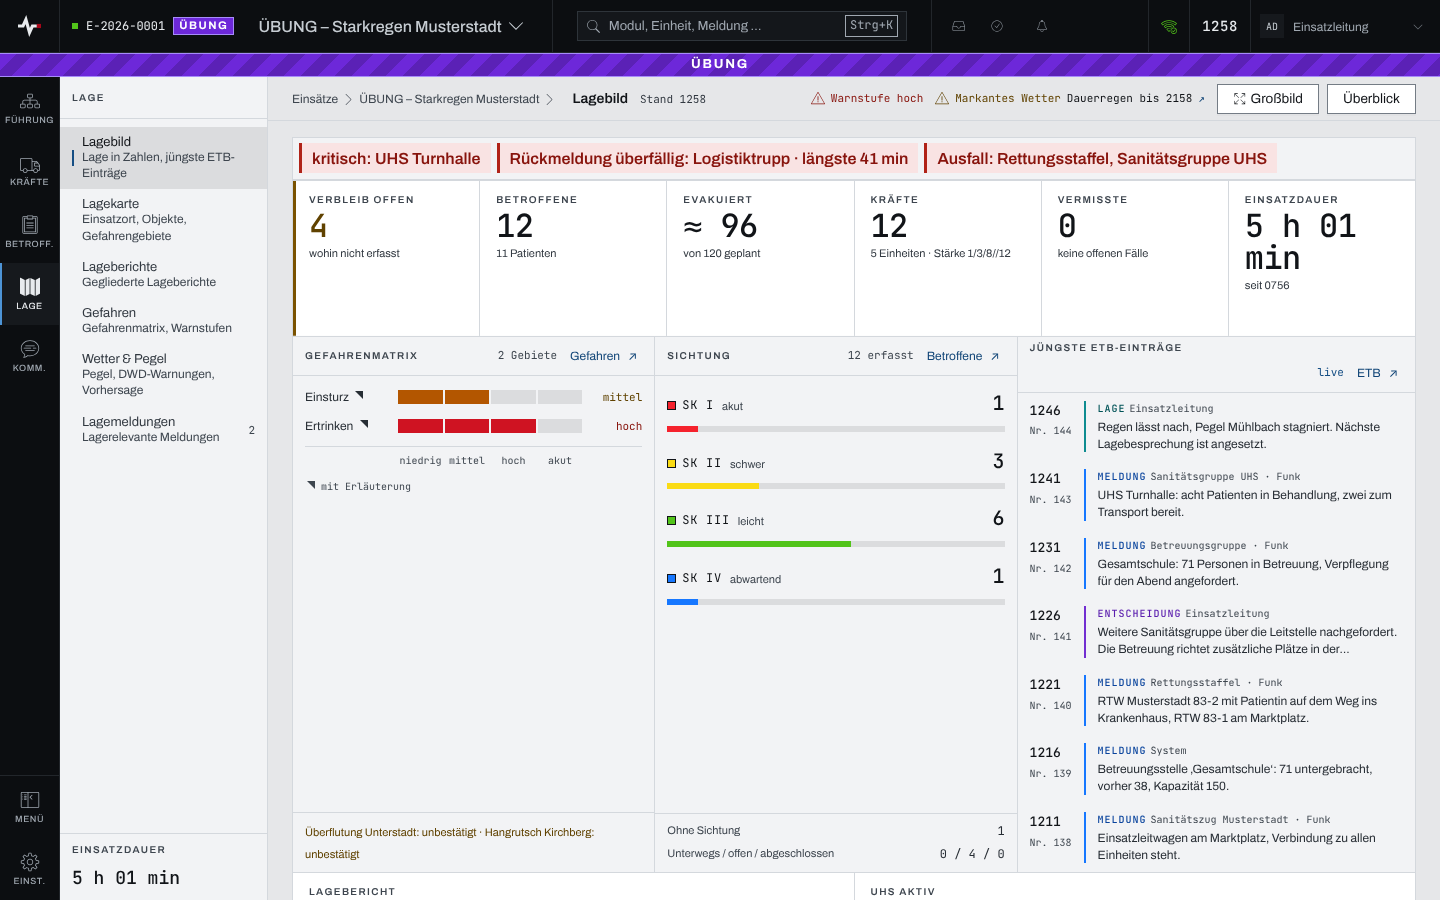 E-2026-0001 ÜBUNG ÜBUNG – Starkregen Musterstadt Modul, Einheit, Meldung ... Strg+K 1258 AD Einsatzleitung
ÜBUNG
FÜHRUNG
KRÄFTE
BETROFF.
LAGE
KOMM.
MENÜ
EINST.
LAGE
Lagebild
Lage in Zahlen, jüngste ETB-
Einträge
Lagekarte
Einsatzort, Objekte,
Gefahrengebiete
Lageberichte
Gegliederte Lageberichte
Gefahren
Gefahrenmatrix, Warnstufen
Wetter & Pegel
Pegel, DWD-Warnungen,
Vorhersage
Lagemeldungen
Lagerelevante Meldungen 2
EINSATZDAUER
5 h 01 min
Einsätze ÜBUNG – Starkregen Musterstadt Lagebild Stand 1258 Warnstufe hoch Markantes Wetter Dauerregen bis 2158 ↗ Großbild Überblick
kritisch: UHS Turnhalle Rückmeldung überfällig: Logistiktrupp · längste 41 min Ausfall: Rettungsstaffel, Sanitätsgruppe UHS
VERBLEIB OFFEN
4
wohin nicht erfasst
BETROFFENE
12
11 Patienten
EVAKUIERT
≈ 96
von 120 geplant
KRÄFTE
12
5 Einheiten · Stärke 1/3/8//12
VERMISSTE
0
keine offenen Fälle
EINSATZDAUER
5 h 01
min
seit 0756
GEFAHRENMATRIX 2 Gebiete Gefahren ↗
Einsturz mittel
Ertrinken hoch
niedrig mittel hoch akut
mit Erläuterung
Überflutung Unterstadt: unbestätigt · Hangrutsch Kirchberg:
unbestätigt
SICHTUNG 12 erfasst Betroffene ↗
SK I akut 1
SK II schwer 3
SK III leicht 6
SK IV abwartend 1
Ohne Sichtung 1
Unterwegs / offen / abgeschlossen 0 / 4 / 0
JÜNGSTE ETB-EINTRÄGE
live ETB ↗
1246 LAGE Einsatzleitung
Nr. 144 Regen lässt nach, Pegel Mühlbach stagniert. Nächste
Lagebesprechung ist angesetzt.
1241 MELDUNG Sanitätsgruppe UHS · Funk
Nr. 143 UHS Turnhalle: acht Patienten in Behandlung, zwei zum
Transport bereit.
1231 MELDUNG Betreuungsgruppe · Funk
Nr. 142 Gesamtschule: 71 Personen in Betreuung, Verpflegung
für den Abend angefordert.
1226 ENTSCHEIDUNG Einsatzleitung
Nr. 141 Weitere Sanitätsgruppe über die Leitstelle nachgefordert.
Die Betreuung richtet zusätzliche Plätze in der...
1221 MELDUNG Rettungsstaffel · Funk
Nr. 140 RTW Musterstadt 83-2 mit Patientin auf dem Weg ins
Krankenhaus, RTW 83-1 am Marktplatz.
1216 MELDUNG System
Nr. 139 Betreuungsstelle ‚Gesamtschule‘: 71 untergebracht,
vorher 38, Kapazität 150.
1211 MELDUNG Sanitätszug Musterstadt · Funk
Nr. 138 Einsatzleitwagen am Marktplatz, Verbindung zu allen
Einheiten steht.
LAGEBERICHT
UHS AKTIV